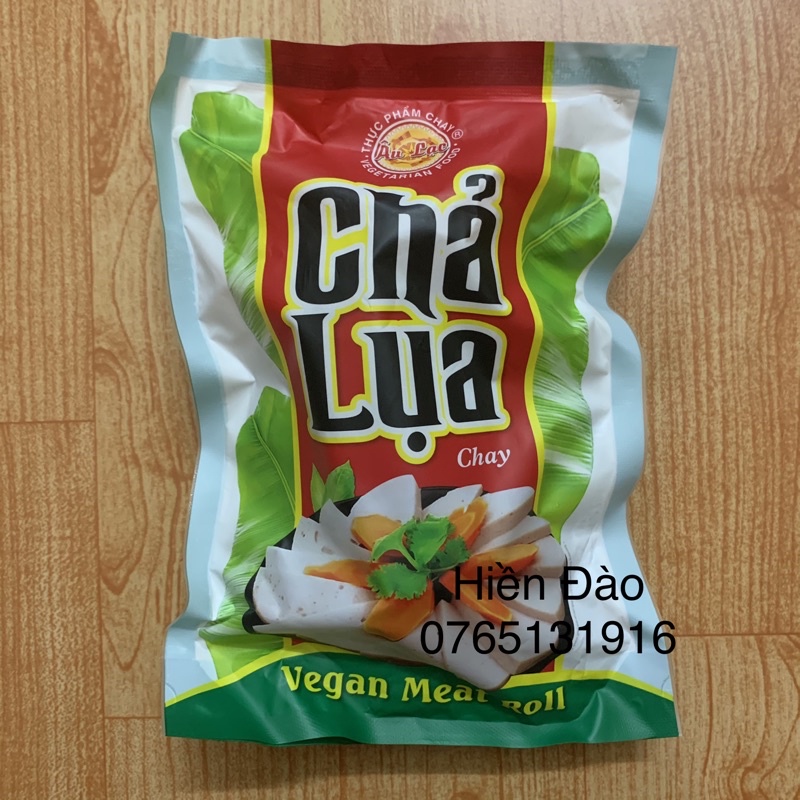 THỰC PHẨM CHAY
Âu Lạc ®
VEGETARIAN FOOD
Chả
Lụa
Chay
Hiền Đào
0765131916
Vegan Meat Roll